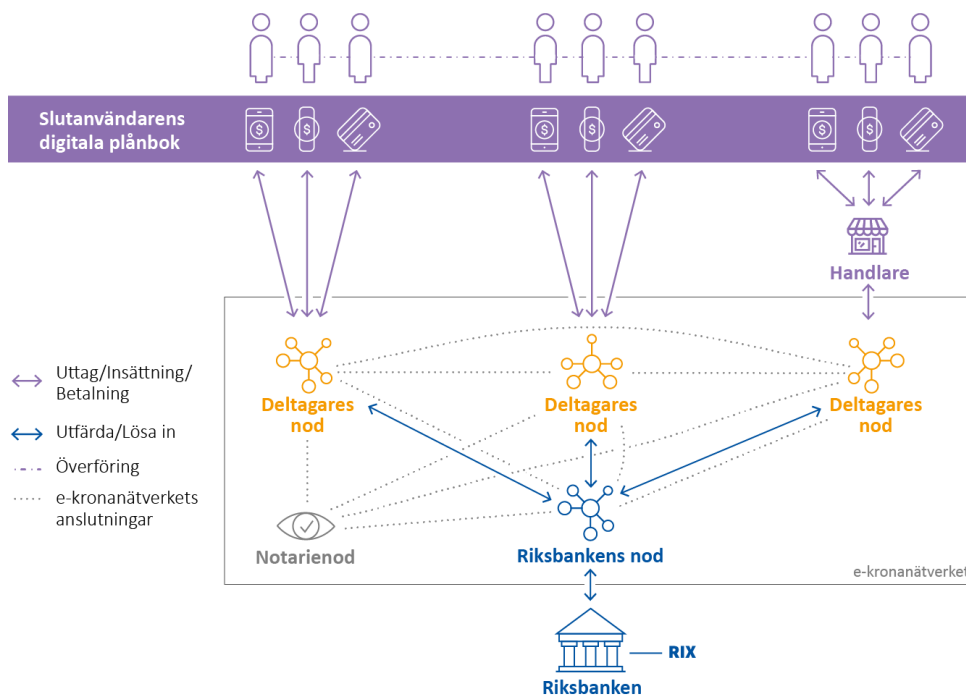 Slutanvändarens
digitala plånbok
$
$
$
$
$
$
Handlare
Uttag/Insättning/
Betalning
Utfärda/Lösa in
Överföring
e-kronanätverkets
anslutningar
Deltagares
nod
Deltagares
nod
Deltagares
nod
Notarienod
Riksbankens nod
e-kronanätverket
RIX
Riksbanken